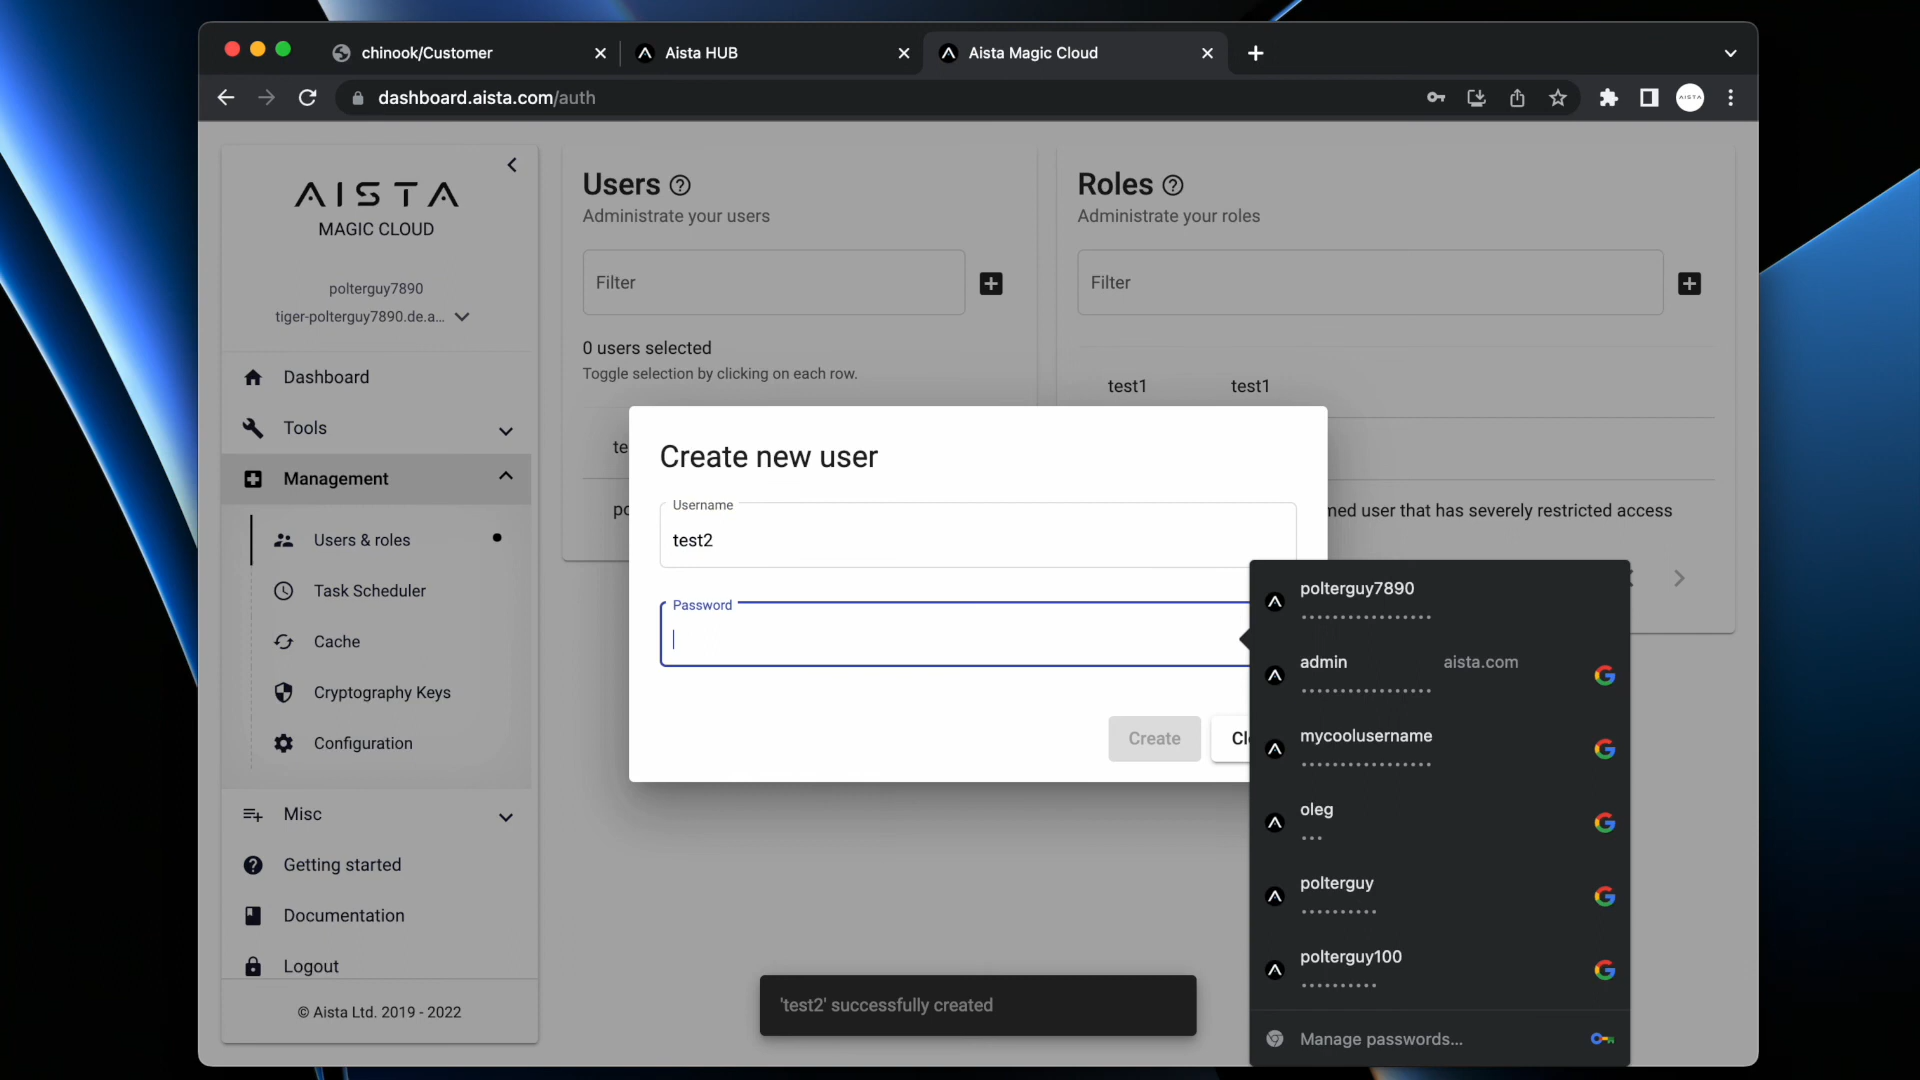 chinook/Customer
Aista HUB
Aista Magic Cloud
dashboard.aista.com/auth
AISTA
AISTA
MAGIC CLOUD
polterguy7890
tiger-polterguy7890.de.a...
Dashboard
Tools
Management
Users & roles
Task Scheduler
Cache
Cryptography Keys
Configuration
Misc
Getting started
Documentation
Logout
© Aista Ltd. 2019 - 2022
Users
Administrate your users
Filter
0 users selected
Toggle selection by clicking on each row.
te
po
Roles
Administrate your roles
Filter
test1 test1
med user that has severely restricted access
Create new user
Username
test2
Password
Create
Cl
polterguy7890
admin aista.com
mycoolusername
oleg
polterguy
polterguy100
Manage passwords...
'test2' successfully created